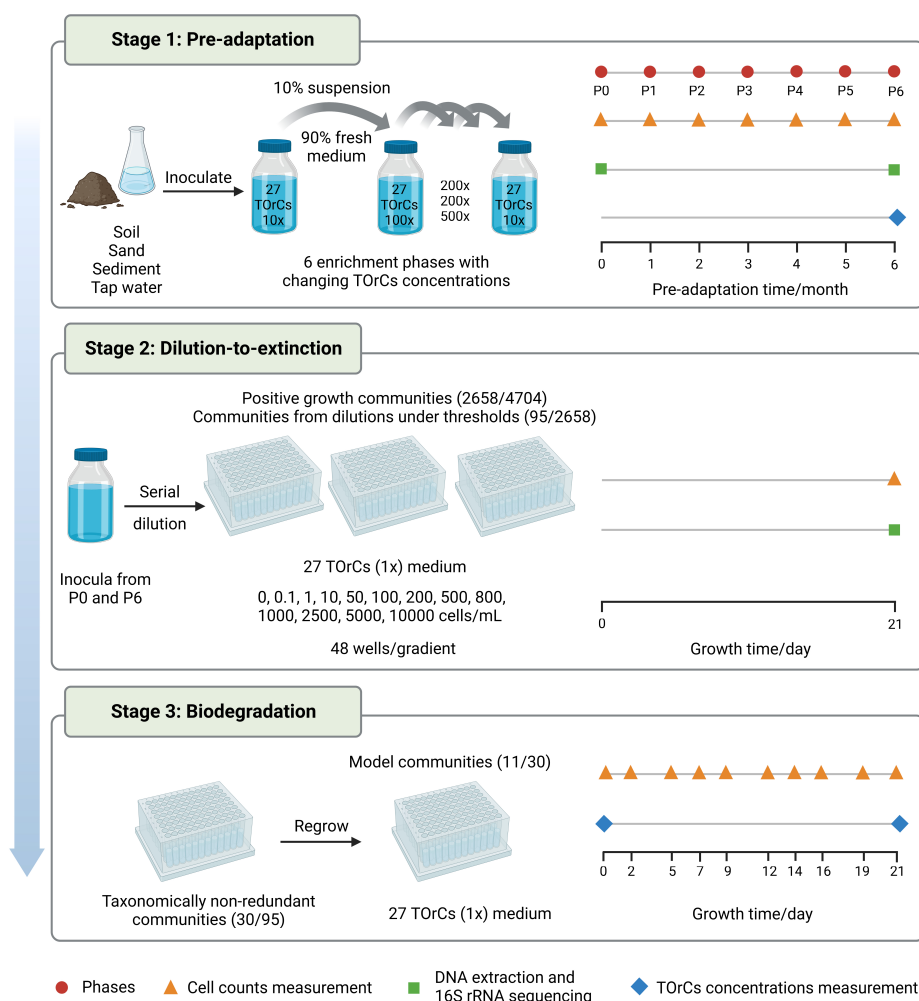 Stage 1: Pre-adaptation
10% suspension
90% fresh
medium
Inoculate
27
TOrCs
10x
27
TOrCs
100x
200x
200x
500x
27
TOrCs
10x
Soil
Sand
Sediment
Tap water
6 enrichment phases with
changing TOrCs concentrations
P0 P1 P2 P3 P4 P5 P6
0 1 2 3 4 5 6
Pre-adaptation time/month
Stage 2: Dilution-to-extinction
Positive growth communities (2658/4704)
Communities from dilutions under thresholds (95/2658)
Serial
dilution
Inocula from
P0 and P6
27 TOrCs (1x) medium
0, 0.1, 1, 10, 50, 100, 200, 500, 800,
1000, 2500, 5000, 10000 cells/mL
48 wells/gradient
0 21
Growth time/day
Stage 3: Biodegradation
Model communities (11/30)
Regrow
Taxonomically non-redundant
communities (30/95)
27 TOrCs (1x) medium
0 2 5 7 9 12 14 16 19 21
Growth time/day
Phases
Cell counts measurement
DNA extraction and
16S rRNA sequencing
TOrCs concentrations measurement